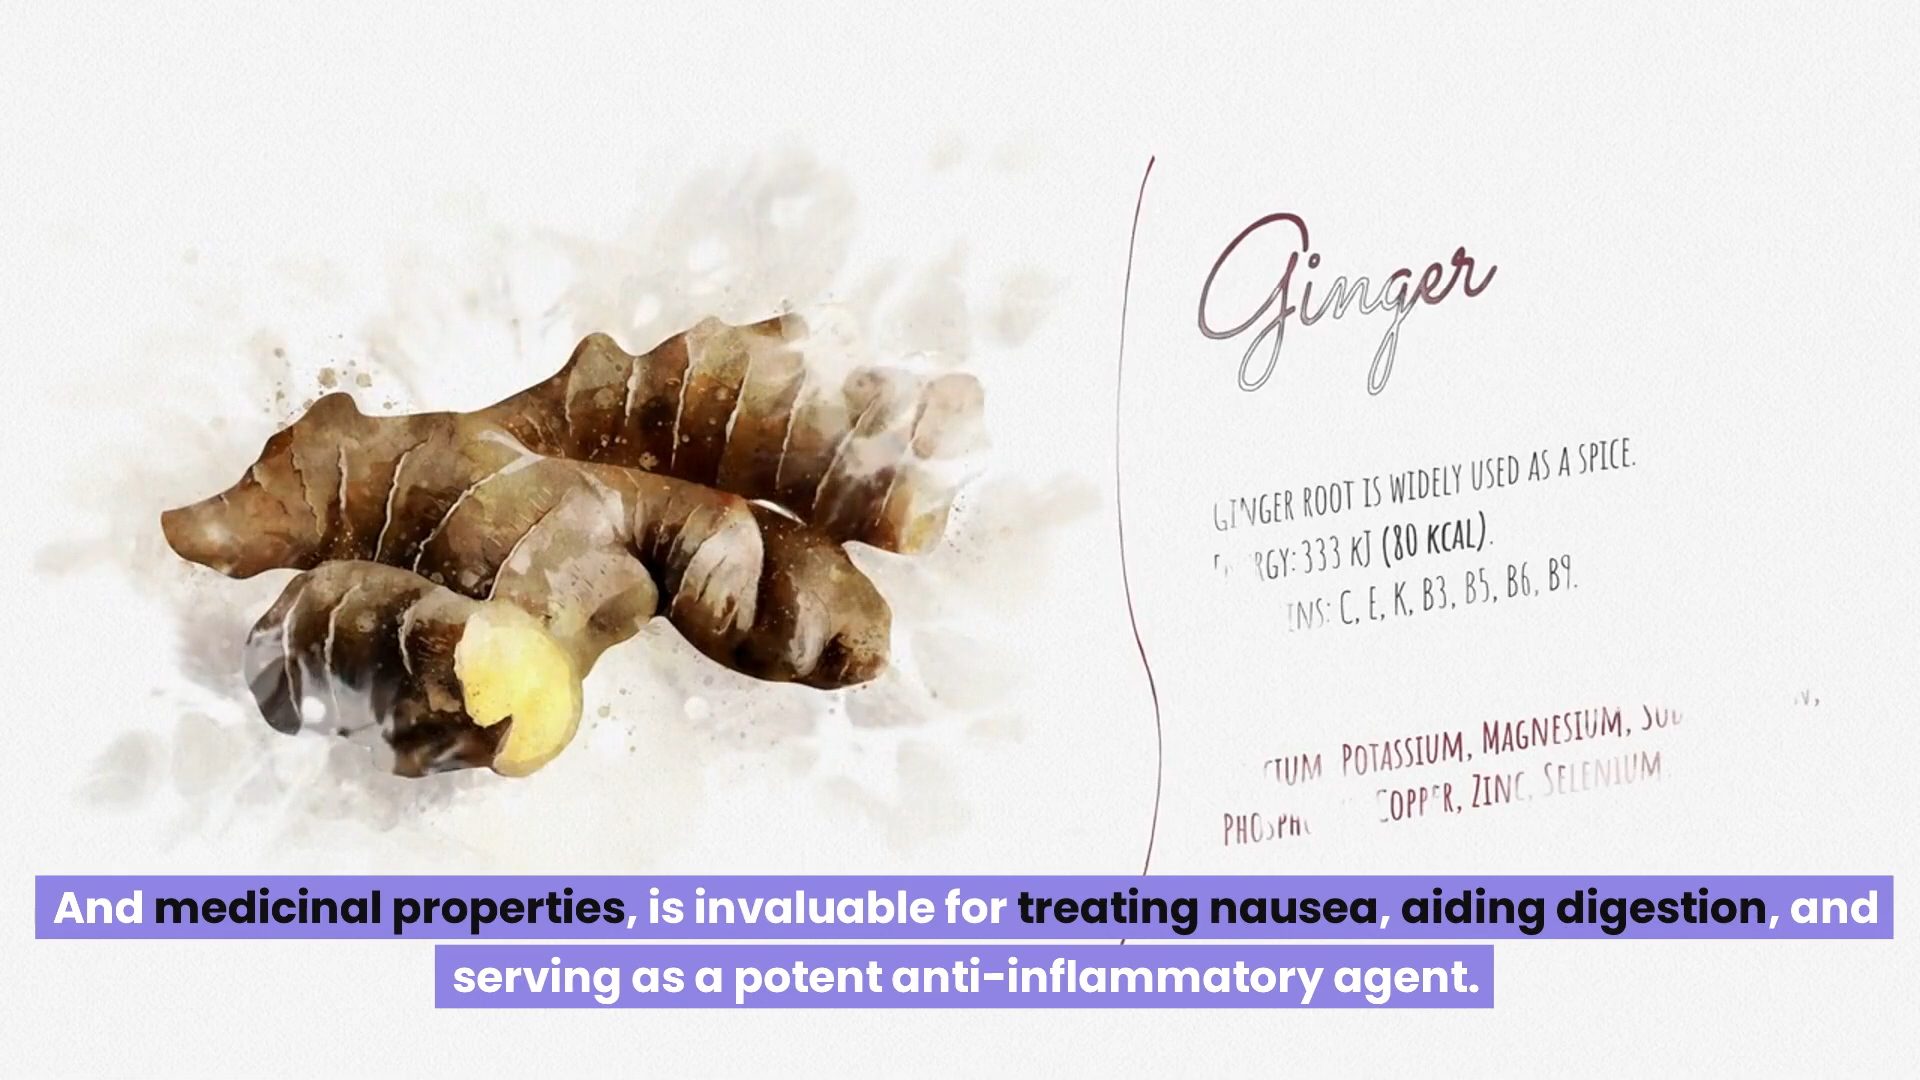 Ginger
GINGER ROOT IS WIDELY USED AS A SPICE.
333 KJ (80 KCAL).
C, E, K, B3, B5, B6, B9.
POTASSIUM, MAGNESIUM,
COPPER, ZINC, SELENIUM.
And medicinal properties, is invaluable for treating nausea, aiding digestion, and
serving as a potent anti-inflammatory agent.